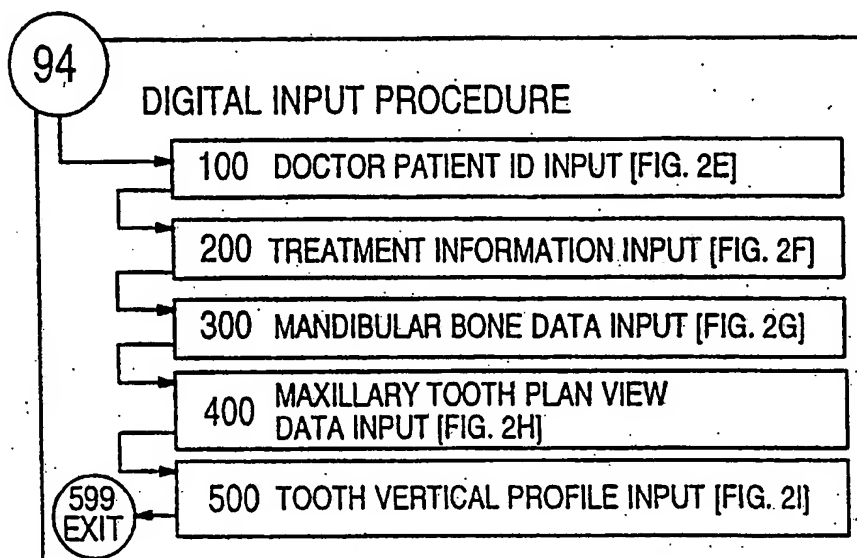 94
DIGITAL INPUT PROCEDURE
100 DOCTOR PATIENT ID INPUT [FIG. 2E]
200 TREATMENT INFORMATION INPUT [FIG. 2F]
300 MANDIBULAR BONE DATA INPUT [FIG. 2G]
400 MAXILLARY TOOTH PLAN VIEW
DATA INPUT [FIG. 2H]
500 TOOTH VERTICAL PROFILE INPUT [FIG. 2I]
599
EXIT